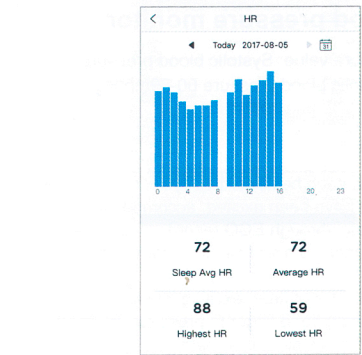 HR
Today 2017-08-05
31
0 4 8 12 16 20 23
72 72
Sleep Avg HR Average HR
88 59
Highest HR Lowest HR